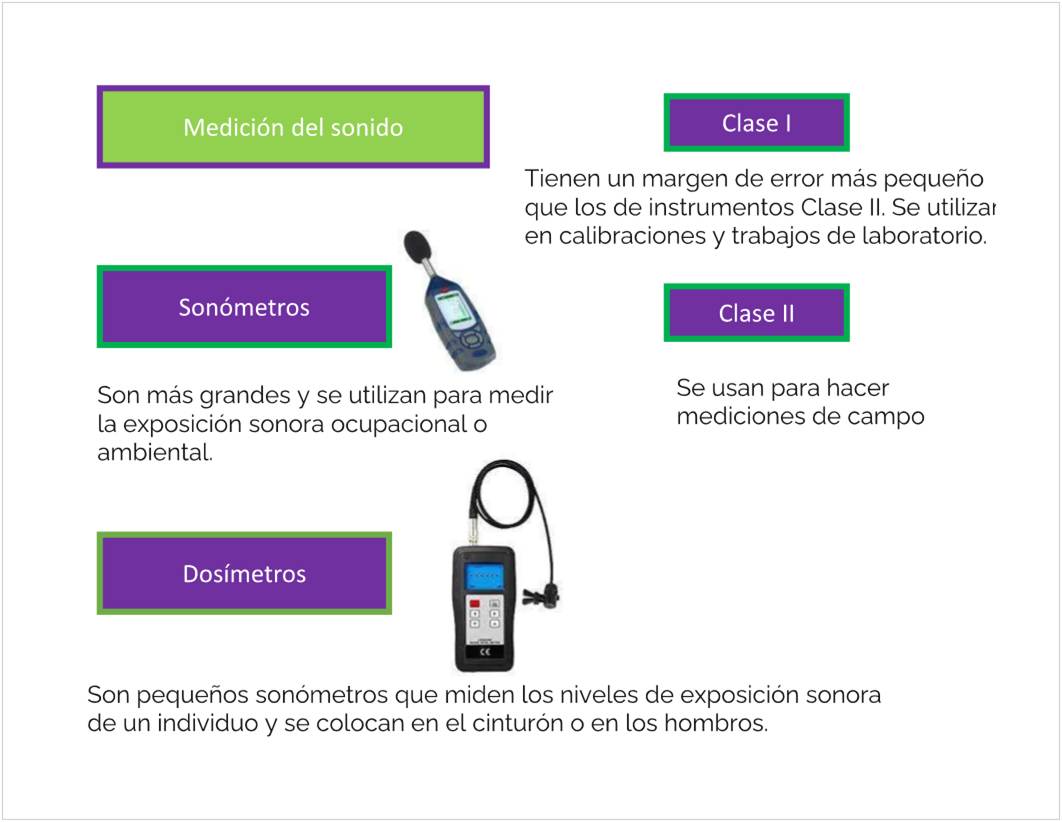 Medición del sonido
Clase I
Tienen un margen de error más pequeño
que los de instrumentos Clase II. Se utilizan
en calibraciones y trabajos de laboratorio.
Sonómetros
Clase II
Son más grandes y se utilizan para medir
la exposición sonora ocupacional o
ambiental.
Se usan para hacer
mediciones de campo
Dosímetros
CE
Son pequeños sonómetros que miden los niveles de exposición sonora
de un individuo y se colocan en el cinturón o en los hombros.